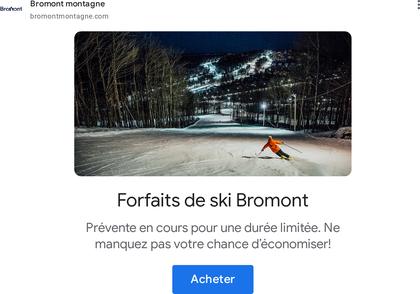 Bromont
Bromont montagne
bromontmontagne.com
Forfaits de ski Bromont
Prévente en cours pour une durée limitée. Ne
manquez pas votre chance d'économiser!
Acheter